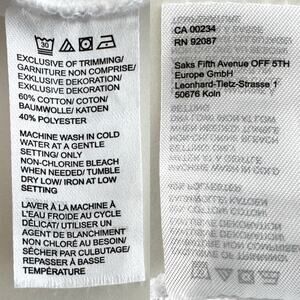 30
EXCLUSIVE OF TRIMMING/
GARNITURE NON COMPRISE/
EXKLUSIVE DEKORATION/
EXKLUSIVE DEKORATION
60% COTTON/ COTON/
BAUMWOLLE/ KATOEN
40% POLYESTER
MACHINE WASH IN COLD
WATER AT A GENTLE
SETTING/ ONLY
NON-CHLORINE BLEACH
WHEN NEEDED/ TUMBLE
DRY LOW/ IRON AT LOW
SETTING
LAVER À LA MACHINE À
L'EAU FROIDE AU CYCLE
DÉLICAT/ UTILISER UN
AGENT DE BLANCHIMENT
NON CHLORÉ AU BESOIN/
SÉCHER PAR CULBUTAGE/
REPASSER À BASSE
TEMPÉRATURE
CA 00234
RN 92087
Saks Fifth Avenue OFF 5TH
Europe GmbH
Leonhard-Tietz-Strasse 1
50676 Koln